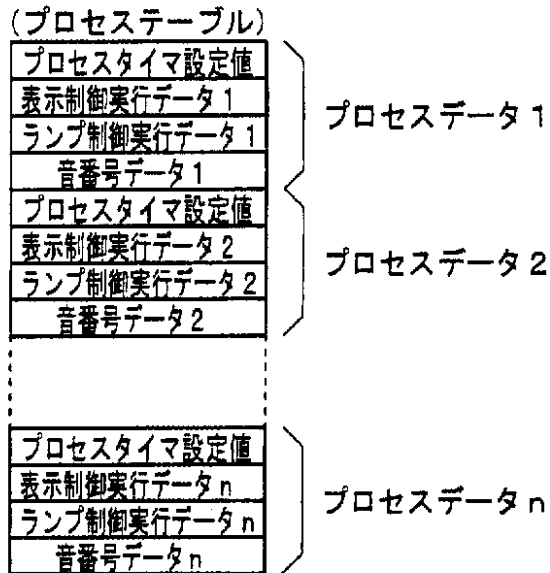 (プロセステーブル)
プロセスタイマ設定値
表示制御実行データ1
ランプ制御実行データ1
音番号データ1
プロセスデータ1
プロセスタイマ設定値
表示制御実行データ2
ランプ制御実行データ2
音番号データ2
プロセスデータ2
プロセスタイマ設定値
表示制御実行データn
ランプ制御実行データn
音番号データn
プロセスデータn